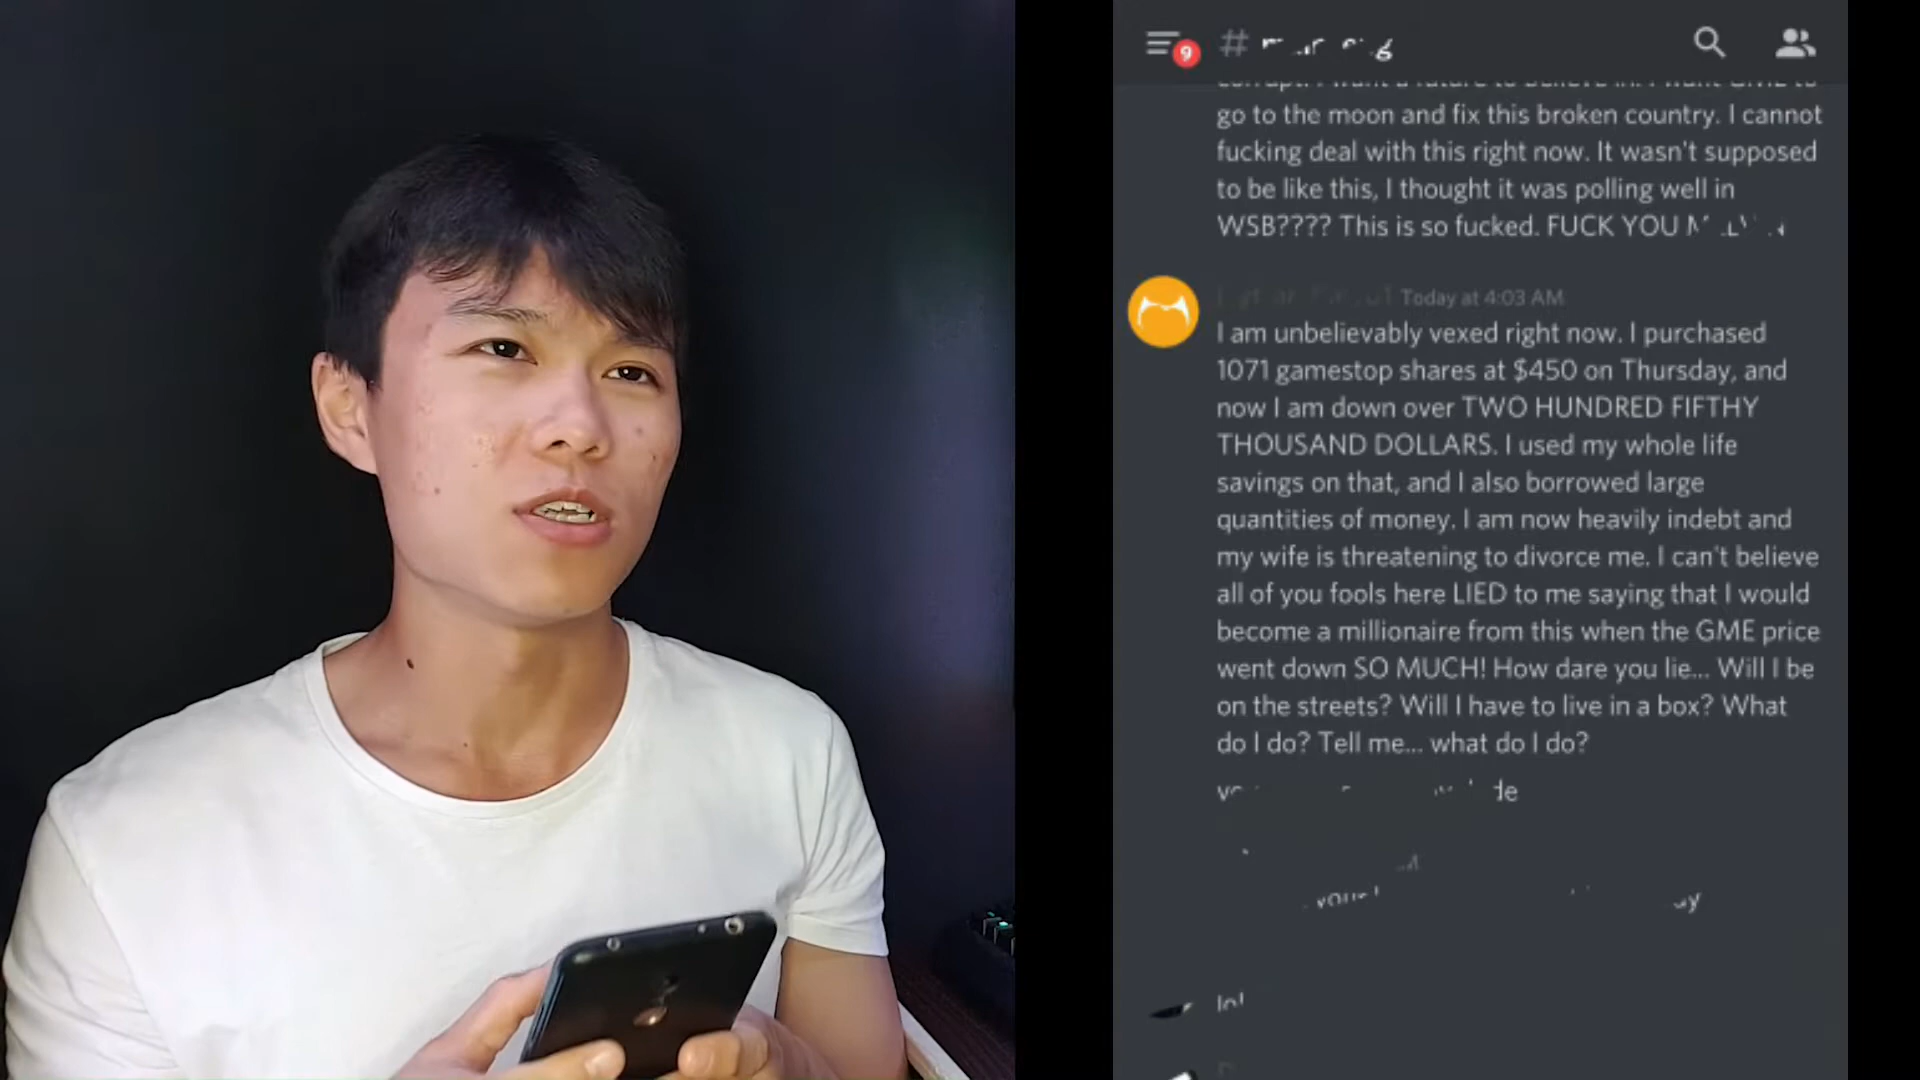 9
#
go to the moon and fix this broken country. I cannot
fucking deal with this right now. It wasn't supposed
to be like this, I thought it was polling well in
WSB???? This is so fucked. FUCK YOU
Today at 4:03 AM
I am unbelievably vexed right now. I purchased
1071 gamestop shares at $450 on Thursday, and
now I am down over TWO HUNDRED FIFTHY
THOUSAND DOLLARS. I used my whole life
savings on that, and I also borrowed large
quantities of money. I am now heavily indebt and
my wife is threatening to divorce me. I can't believe
all of you fools here LIED to me saying that I would
become a millionaire from this when the GME price
went down SO MUCH! How dare you lie... Will I be
on the streets? Will I have to live in a box? What
do I do? Tell me... what do I do?